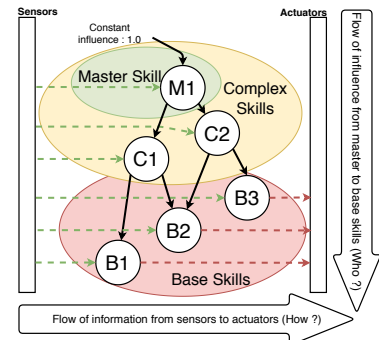 Sensors
Actuators
Constant
influence : 1.0
Master Skill
M1
Complex
Skills
C2
C1
B3
B2
B1
Base Skills
Flow of influence from master to base skills (Who ?)
Flow of information from sensors to actuators (How ?)